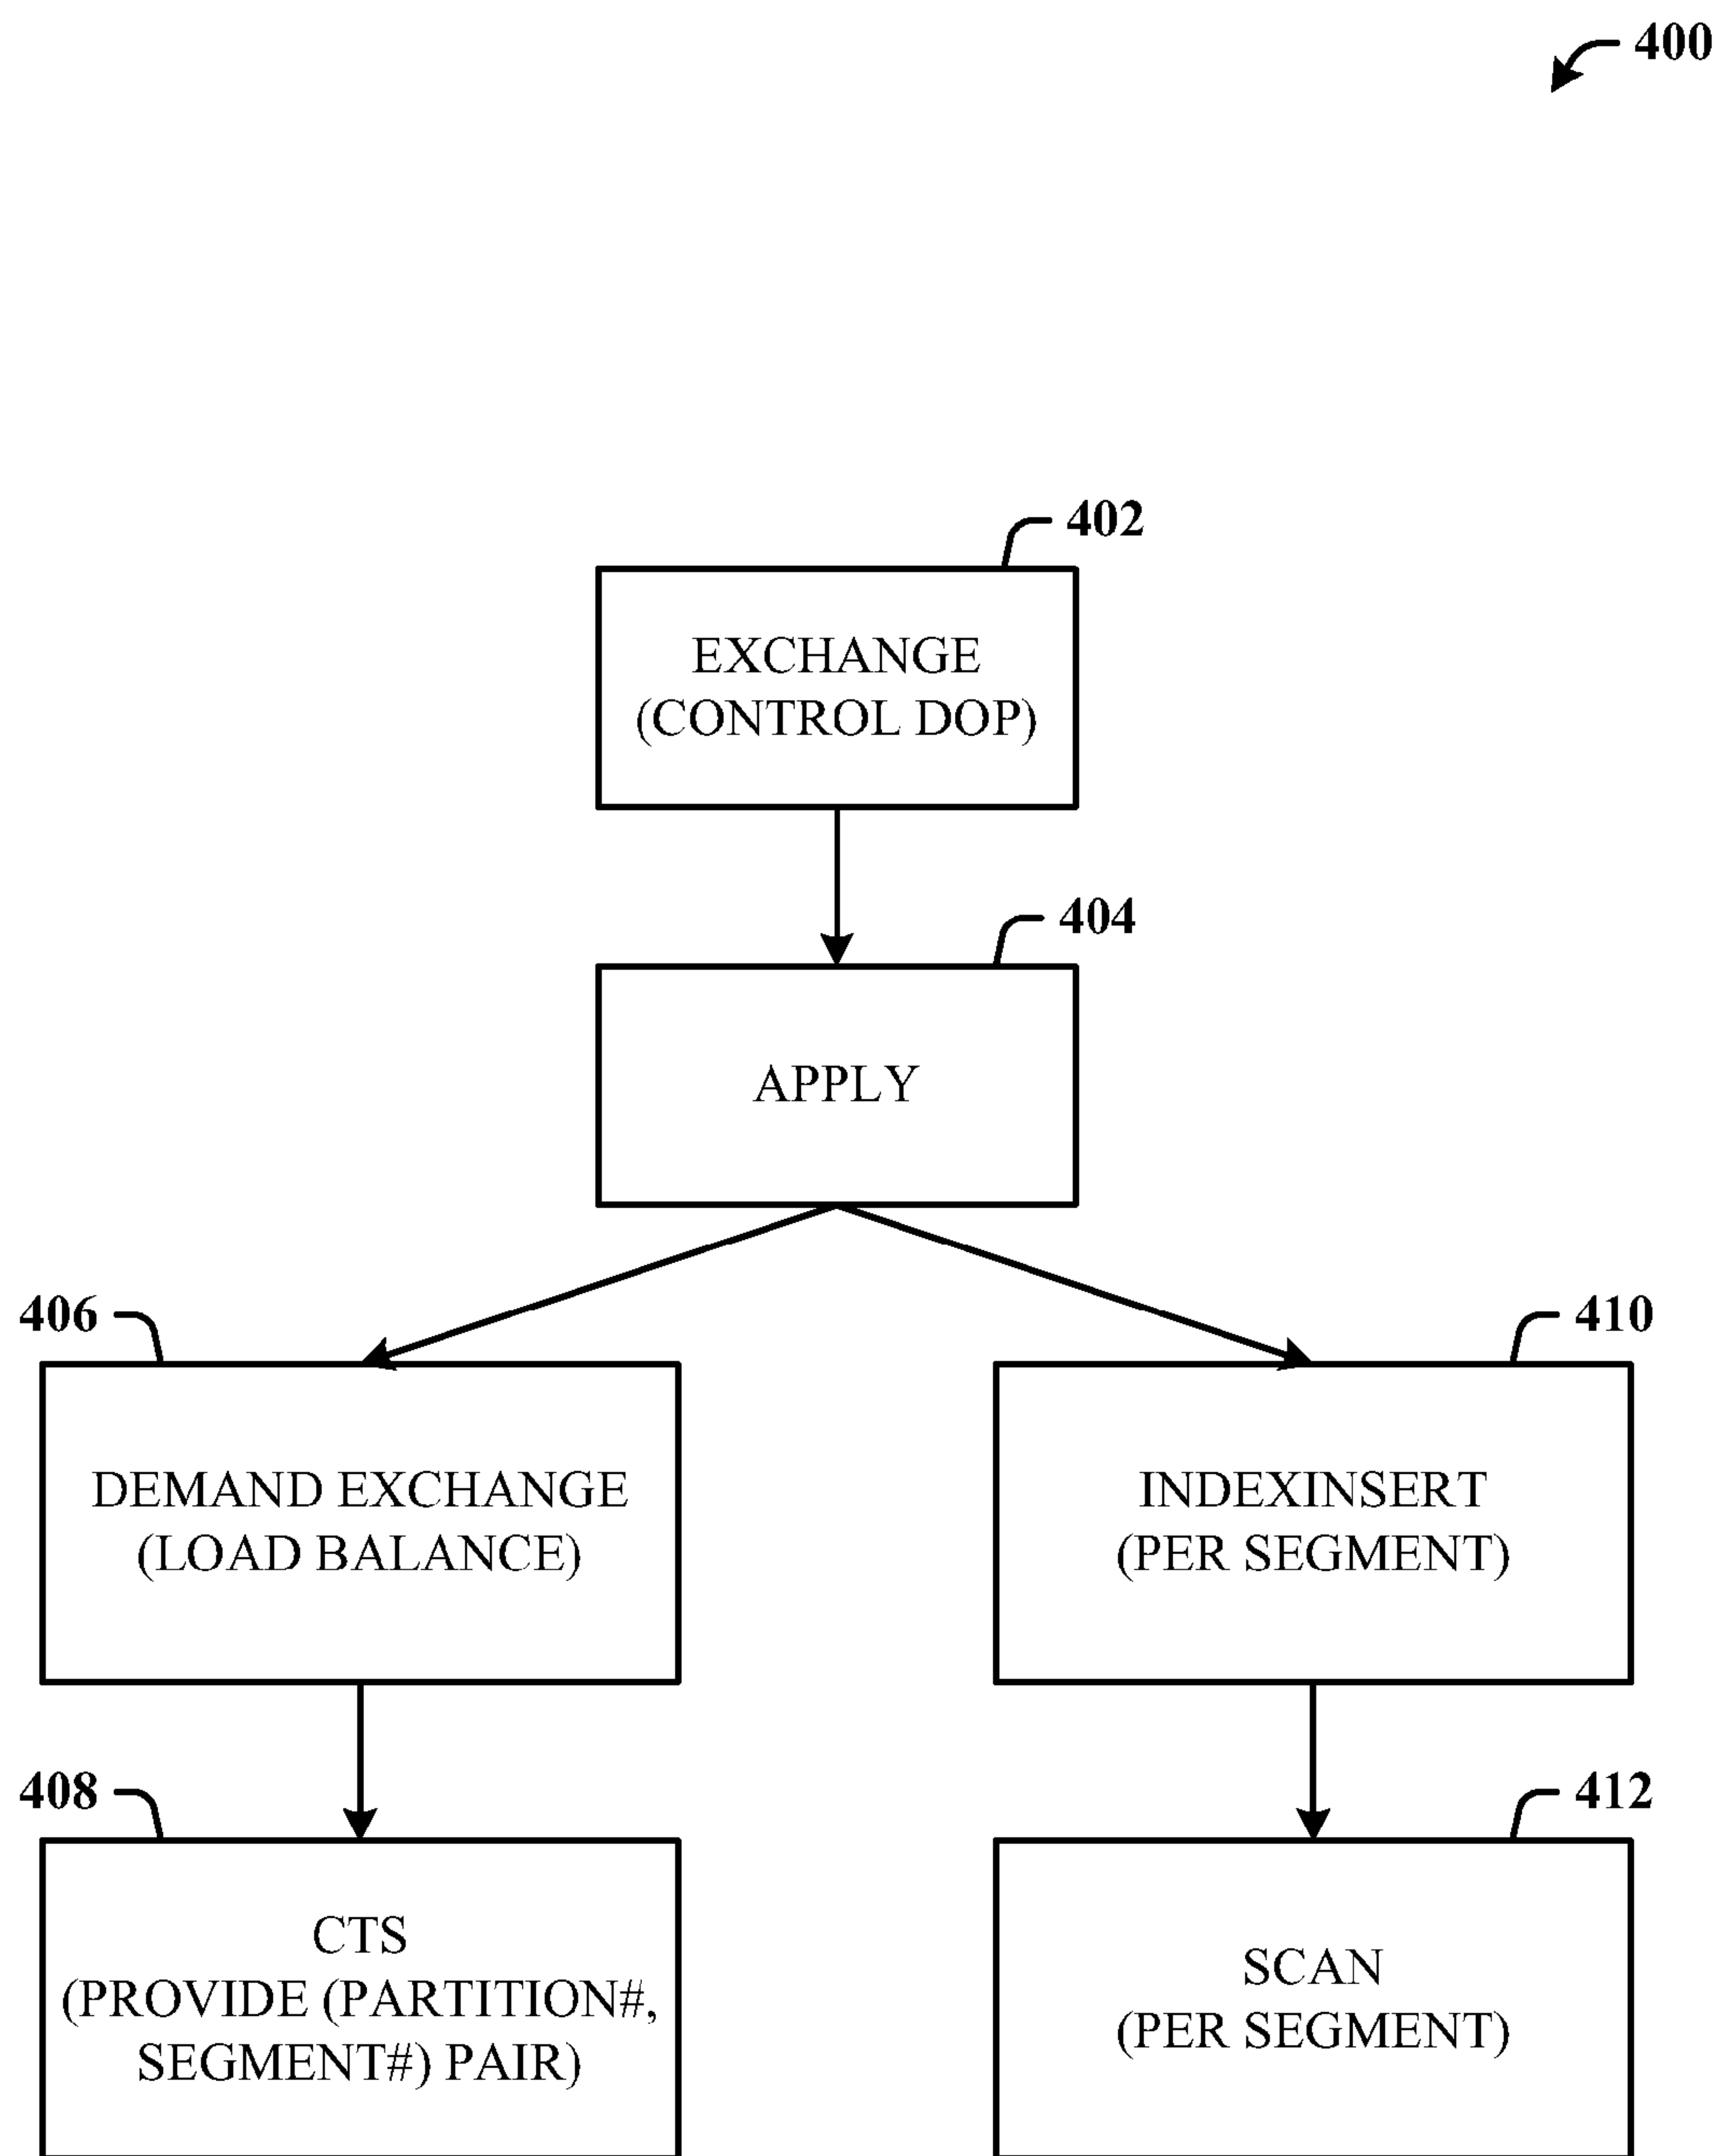 400
402
EXCHANGE
(CONTROL DOP)
404
APPLY
406
DEMAND EXCHANGE
(LOAD BALANCE)
410
INDEXINSERT
(PER SEGMENT)
408
CTS
(PROVIDE (PARTITION#,
SEGMENT#) PAIR)
412
SCAN
(PER SEGMENT)